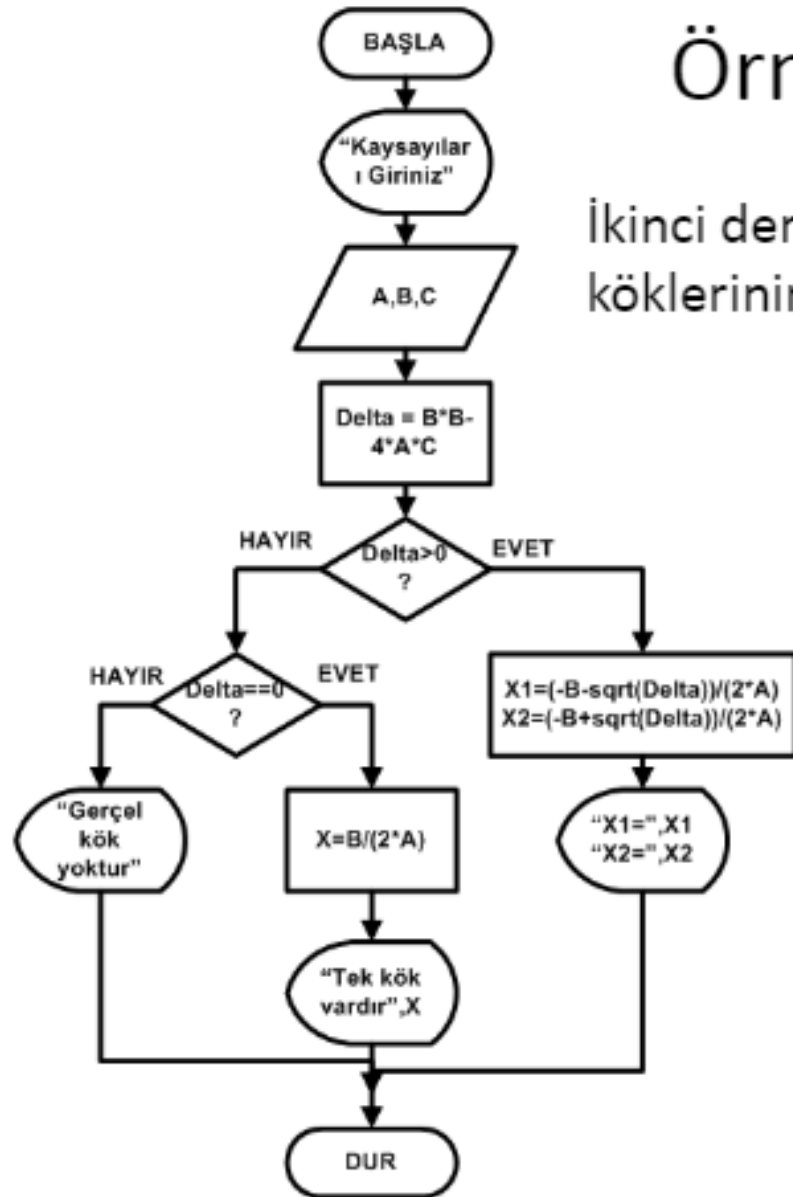 BAŞLA
Örn
"Kaysayılar
ı Giriniz"
İkinci der
köklerinin
A,B,C
Delta = B*B-
4*A*C
HAYIR
Delta>0
?
EVET
HAYIR
Delta==0
?
EVET
X1=(-B-sqrt(Delta))/(2*A)
X2=(-B+sqrt(Delta))/(2*A)
"Gerçel
kök
yoktur"
X=B/(2*A)
"X1=",X1
"X2=",X2
"Tek kök
vardır",X
DUR